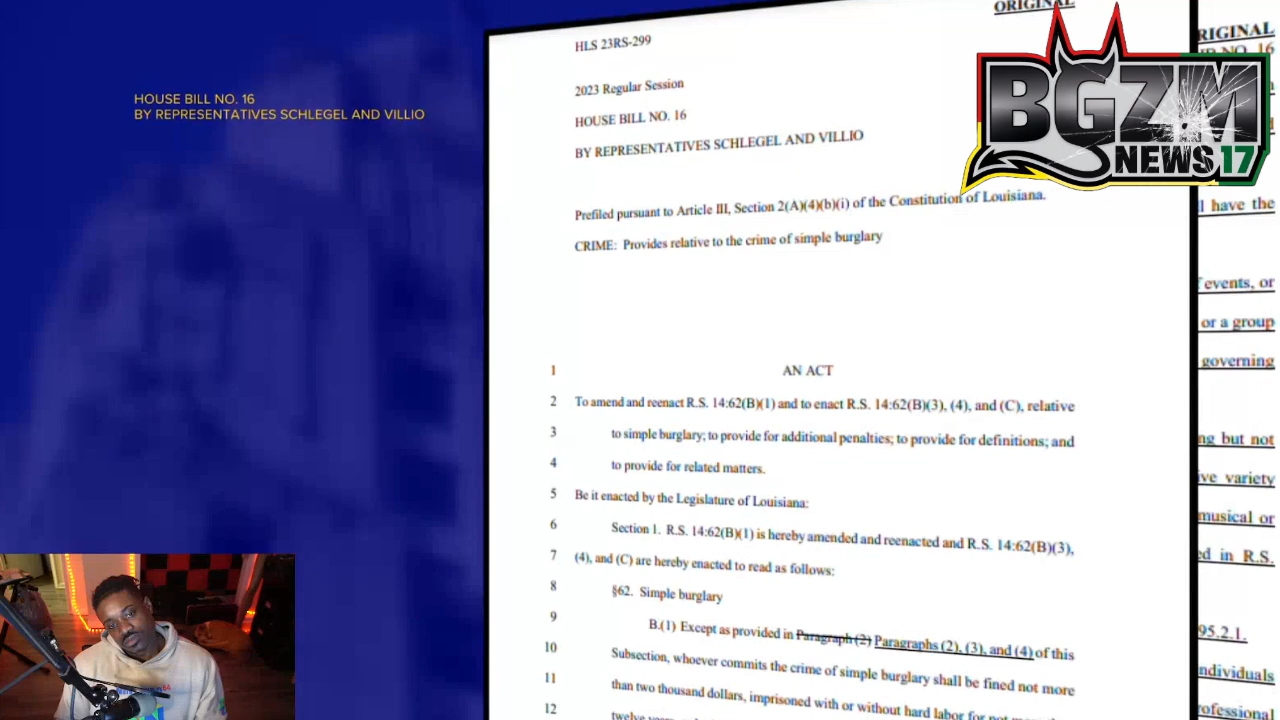 HOUSE BILL NO. 16
BY REPRESENTATIVES SCHLEGEL AND VILLIO
ORIGINAL
HLS 23RS-299
2023 Regular Session
HOUSE BILL NO. 16
BY REPRESENTATIVES SCHLEGEL AND VILLIO
Prefiled pursuant to Article III, Section 2(A)(4)(b)(i) of the Constitution of Louisiana.
CRIME: Provides relative to the crime of simple burglary
1 AN ACT
2 To amend and reenact R.S. 14:62(B)(1) and to enact R.S. 14:62(B)(3), (4), and (C), relative
3 to simple burglary; to provide for additional penalties; to provide for definitions; and
4 to provide for related matters.
5 Be it enacted by the Legislature of Louisiana:
6 Section 1. R.S. 14:62(B)(1) is hereby amended and reenacted and R.S. 14:62(B)(3),
7 (4), and (C) are hereby enacted to read as follows:
8 §62. Simple burglary
9 B.(1) Except as provided in Paragraph (2) Paragraphs (2), (3), and (4) of this
10 Subsection, whoever commits the crime of simple burglary shall be fined not more
11 than two thousand dollars, imprisoned with or without hard labor for not
12 twelve years
BGZM
NEWS 17
RIGINAL
NO. 16
l have the
events, or
or a group
governing
ng but not
ive variety
musical or
ed in R.S.
95.2.1.
ndividuals
rofessional